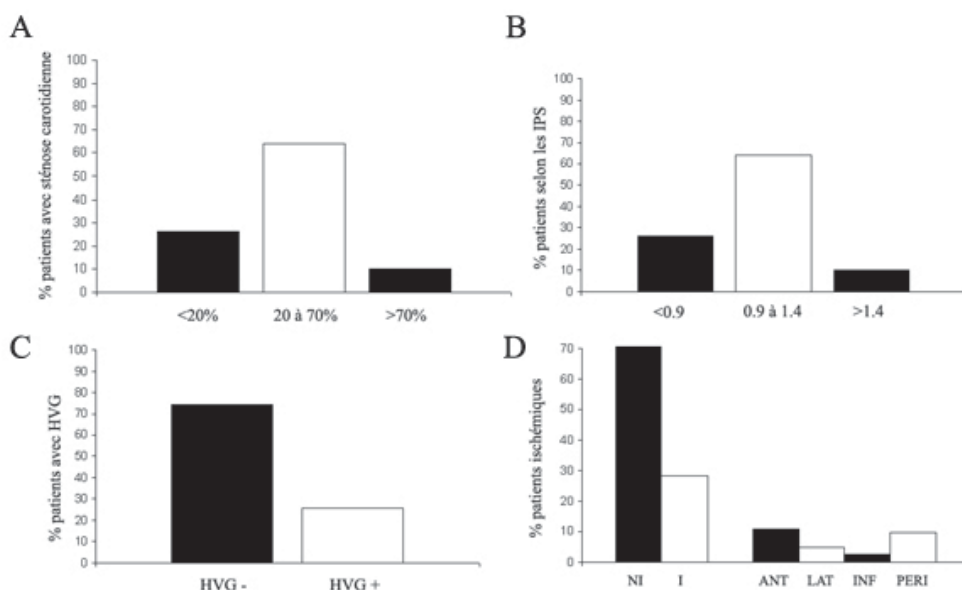 A
% patients avec sténose carotidienne
100
90
80
70
60
50
40
30
20
10
0
<20%
20 à 70%
>70%
B
% patients selon les IPS
100
90
80
70
60
50
40
30
20
10
0
<0.9
0.9 à 1.4
>1.4
C
% patients avec HVG
100
90
80
70
60
50
40
30
20
10
0
HVG -
HVG +
D
% patients ischémiques
70
60
50
40
30
20
10
0
NI
I
ANT
LAT
INF
PERI